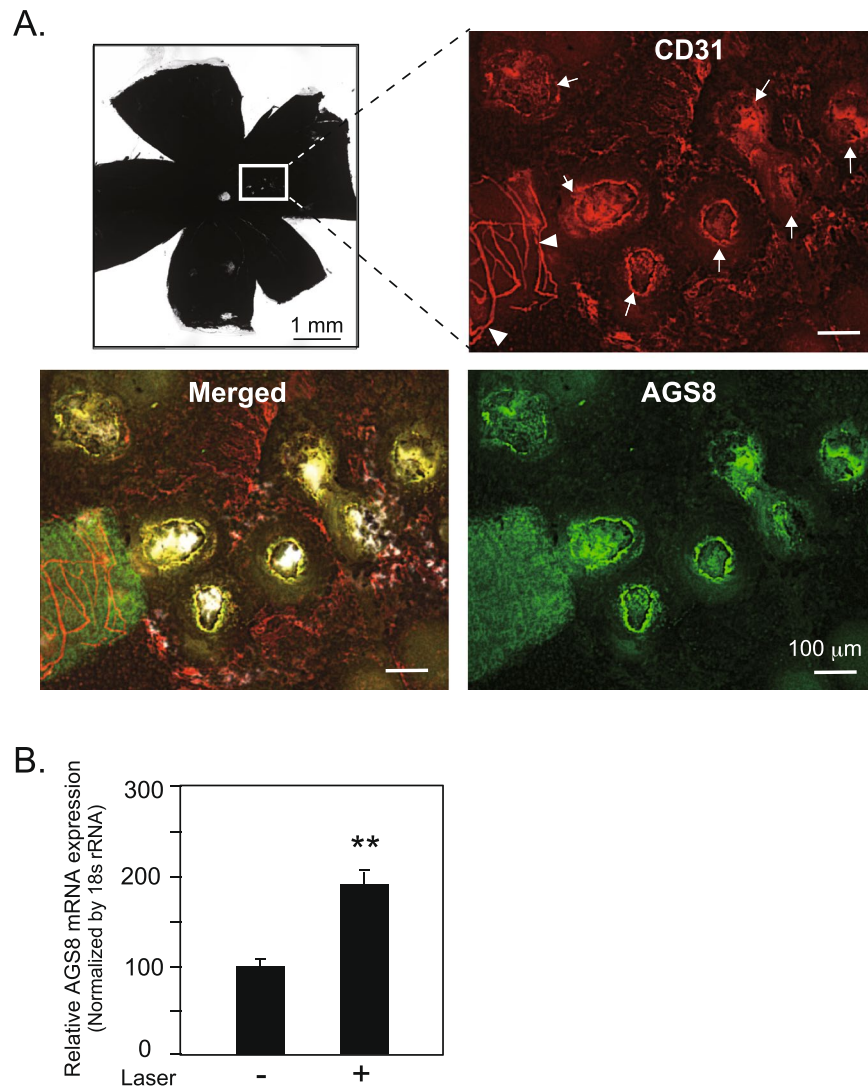 A.
CD31
1 mm
Merged
AGS8
100 μm
B.
Relative AGS8 mRNA expression
(Normalized by 18s rRNA)
300
200
100
0
**
Laser - +